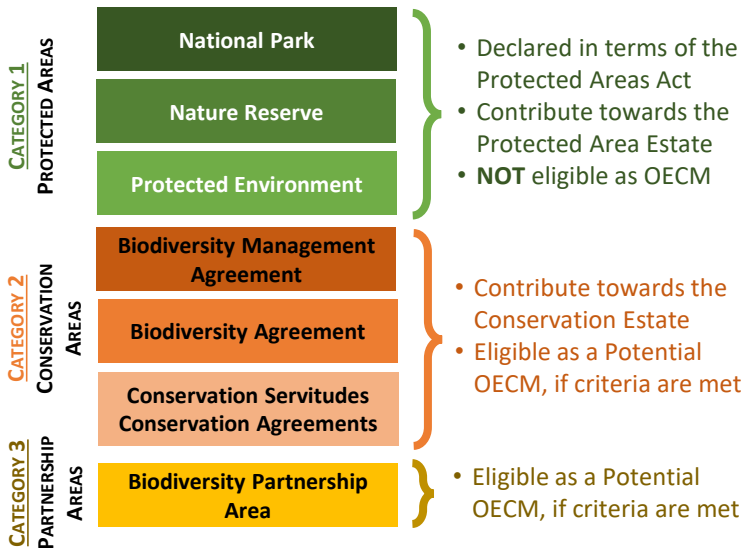 CATEGORY 1
PROTECTED AREAS
National Park
Nature Reserve
Protected Environment
• Declared in terms of the
Protected Areas Act
• Contribute towards the
Protected Area Estate
• NOT eligible as OECM
CATEGORY 2
CONSERVATION
AREAS
Biodiversity Management
Agreement
Biodiversity Agreement
Conservation Servitudes
Conservation Agreements
• Contribute towards the
Conservation Estate
• Eligible as a Potential
OECM, if criteria are met
CATEGORY 3
PARTNERSHIP
AREAS
Biodiversity Partnership
Area
• Eligible as a Potential
OECM, if criteria are met